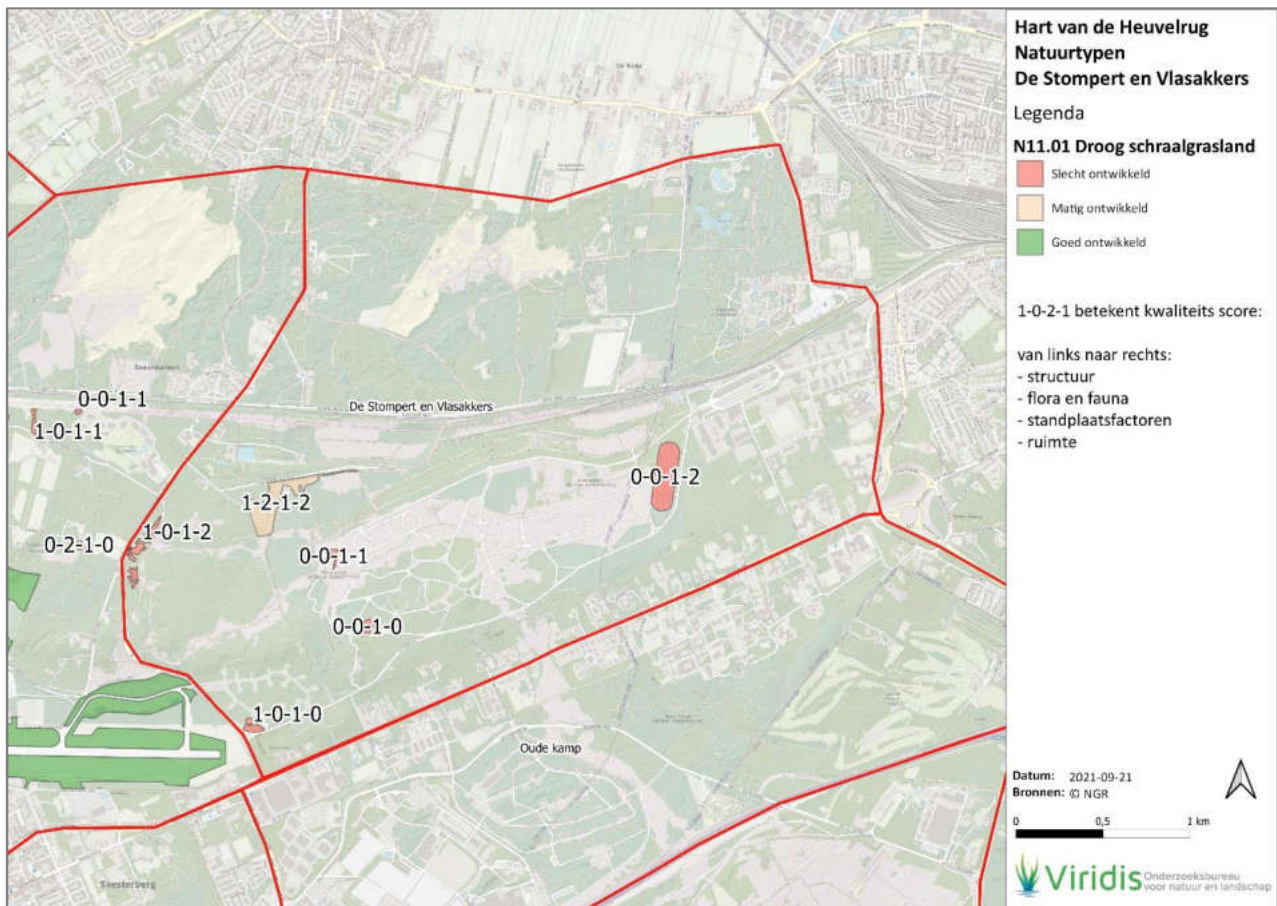 Hart van de Heuvelrug
Natuurtypen
De Stompert en Vlasakkers
Legenda
N11.01 Droog schraalgrasland
Slecht ontwikkeld
Matig ontwikkeld
Goed ontwikkeld
1-0-2-1 betekent kwaliteits score:
van links naar rechts:
- structuur
- flora en fauna
- standplaatsfactoren
- ruimte
0-0-1-1
1-0-1-1
De Stompert en Vlasakkers
0-0-1-2
1-2-1-2
1-0-1-2
0-2-1-0
0-0-1-1
0-0-1-0
1-0-1-0
Oude kamp
Soesterberg
Datum: 2021-09-21
Bronnen: © NGR
0 0,5 1 km
Viridis Onderzoeksbureau
voor natuur en landschap